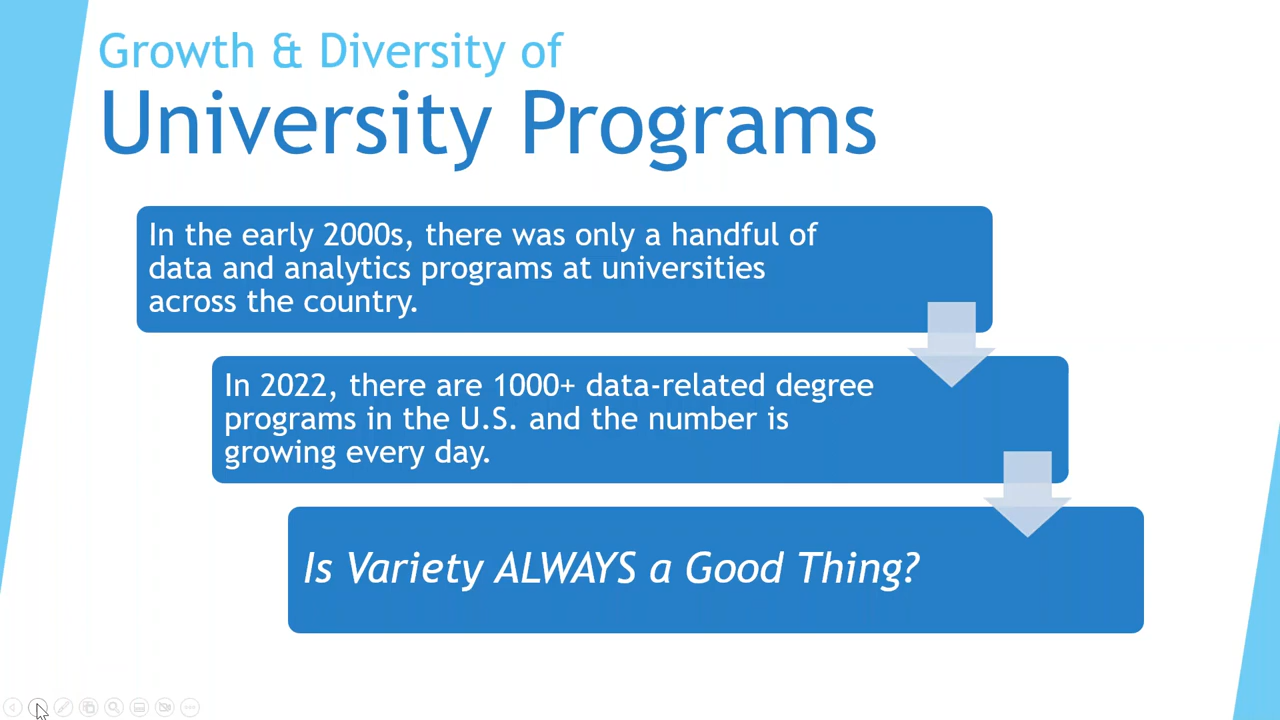 Growth & Diversity of
University Programs
In the early 2000s, there was only a handful of
data and analytics programs at universities
across the country.
In 2022, there are 1000+ data-related degree
programs in the U.S. and the number is
growing every day.
Is Variety ALWAYS a Good Thing?